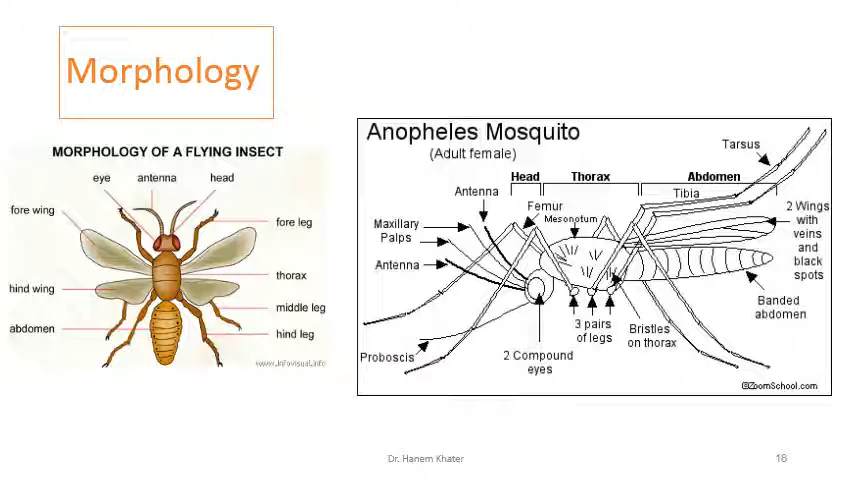 Morphology
MORPHOLOGY OF A FLYING INSECT
eye
antenna
head
fore wing
fore leg
thorax
hind wing
middle leg
abdomen
hind leg
www.infovisual.info
Anopheles Mosquito
(Adult female)
Tarsus
Head
Thorax
Abdomen
Antenna
Tibia
Femur
Mesonotum
2 Wings
with
veins
and
black
spots
Maxillary
Palps
Antenna
Banded
abdomen
3 pairs
of legs
Bristles
on thorax
Proboscis
2 Compound
eyes
©ZoomSchool.com
Dr. Hanem Khater
16